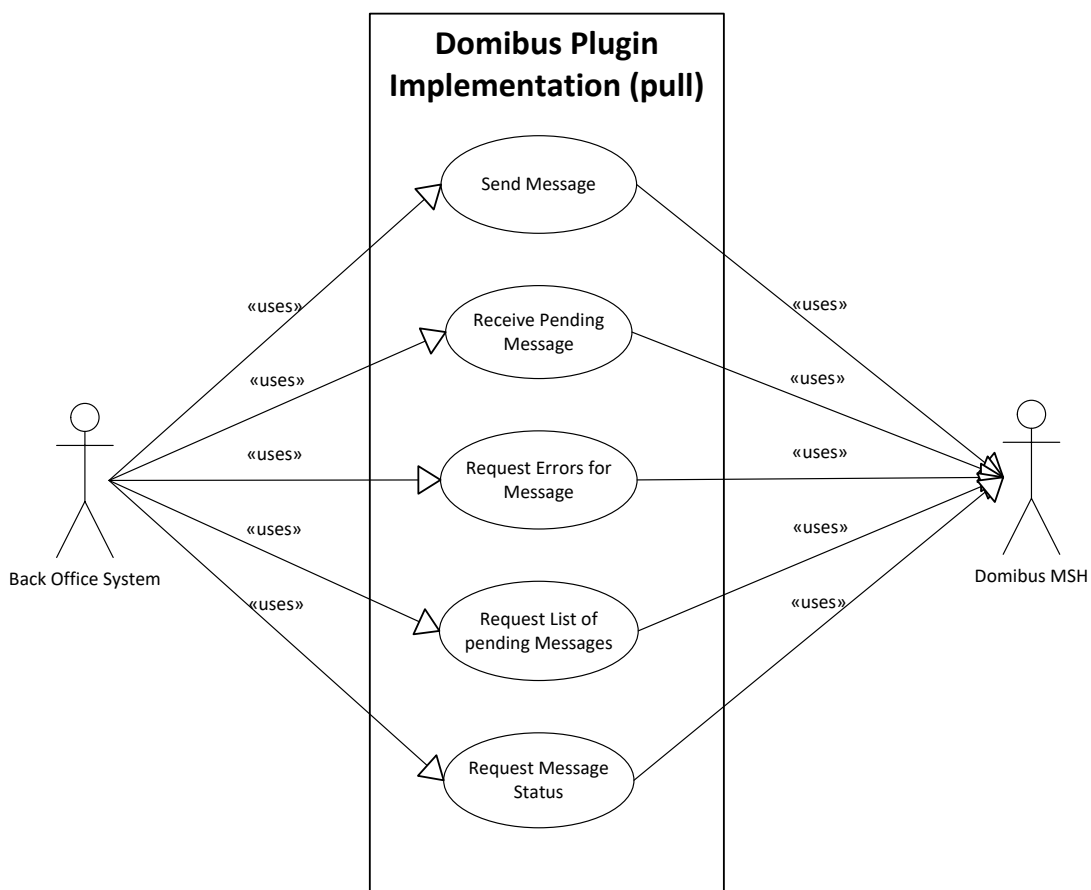 Domibus Plugin
Implementation (pull)
Send Message
«uses»
«uses»
Receive Pending
Message
«uses»
«uses»
«uses»
Request Errors for
Message
«uses»
Back Office System
Domibus MSH
«uses»
«uses»
Request List of
pending Messages
«uses»
«uses»
Request Message
Status